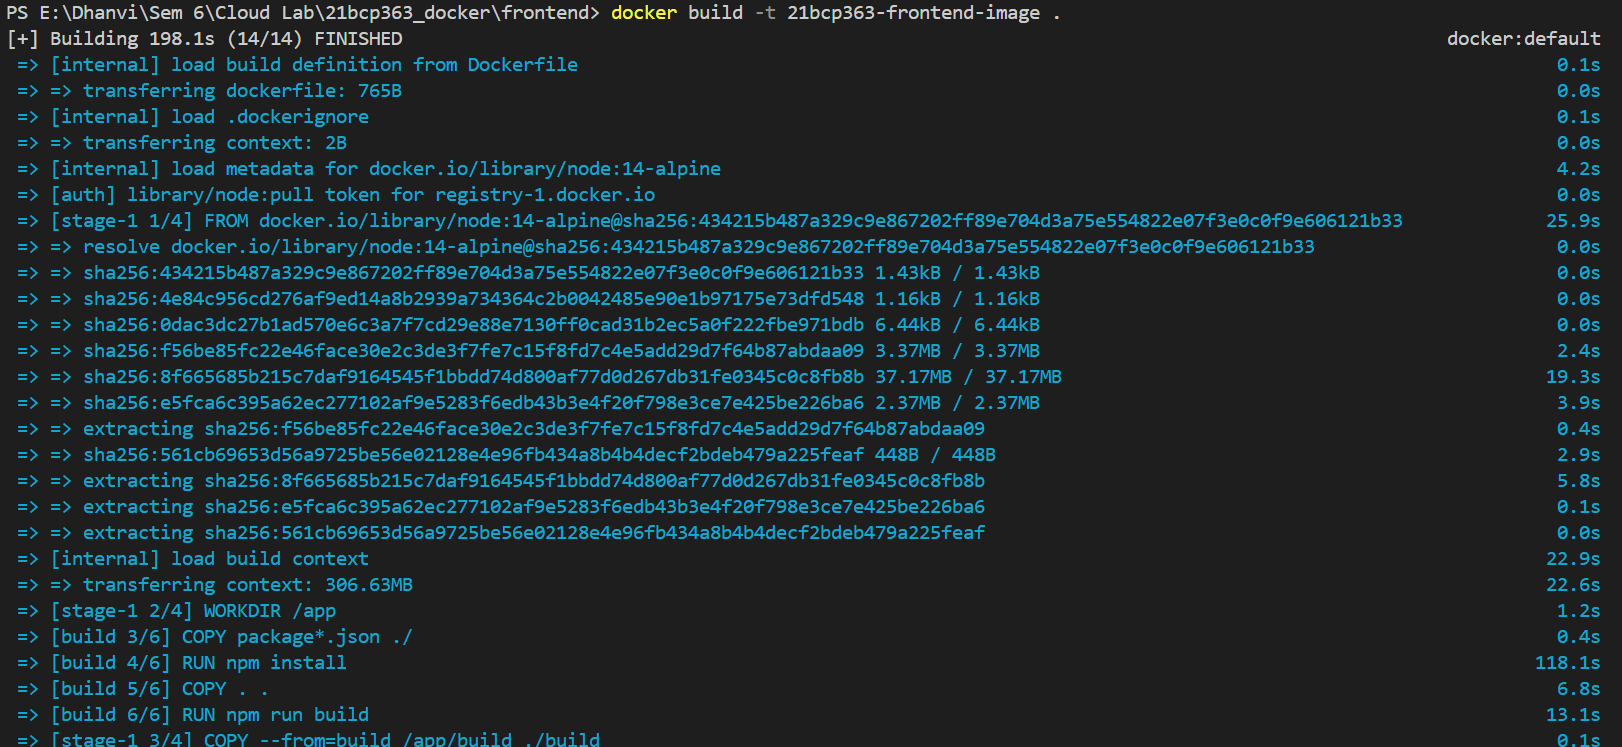 PS E:\Dhanvi\Sem 6\Cloud Lab\21bcp363_docker\frontend> docker build -t 21bcp363-frontend-image .
[+] Building 198.1s (14/14) FINISHED docker:default
=> [internal] load build definition from Dockerfile 0.1s
=> => transferring dockerfile: 765B 0.0s
=> [internal] load .dockerignore 0.1s
=> => transferring context: 2B 0.0s
=> [internal] load metadata for docker.io/library/node:14-alpine 4.2s
=> [auth] library/node:pull token for registry-1.docker.io 0.0s
=> [stage-1 1/4] FROM docker.io/library/node:14-alpine@sha256:434215b487a329c9e867202ff89e704d3a75e554822e07f3e0c0f9e606121b33 25.9s
=> => resolve docker.io/library/node:14-alpine@sha256:434215b487a329c9e867202ff89e704d3a75e554822e07f3e0c0f9e606121b33 0.0s
=> => sha256:434215b487a329c9e867202ff89e704d3a75e554822e07f3e0c0f9e606121b33 1.43kB / 1.43kB 0.0s
=> => sha256:4e84c956cd276af9ed14a8b2939a734364c2b0042485e90e1b97175e73dfd548 1.16kB / 1.16kB 0.0s
=> => sha256:0dac3dc27b1ad570e6c3a7f7cd29e88e7130ff0cad31b2ec5a0f222fbe971bdb 6.44kB / 6.44kB 0.0s
=> => sha256:f56be85fc22e46face30e2c3de3f7fe7c15f8fd7c4e5add29d7f64b87abdaa09 3.37MB / 3.37MB 2.4s
=> => sha256:8f665685b215c7daf9164545f1bbdd74d800af77d0d267db31fe0345c0c8fb8b 37.17MB / 37.17MB 19.3s
=> => sha256:e5fca6c395a62ec277102af9e5283f6edb43b3e4f20f798e3ce7e425be226ba6 2.37MB / 2.37MB 3.9s
=> => extracting sha256:f56be85fc22e46face30e2c3de3f7fe7c15f8fd7c4e5add29d7f64b87abdaa09 0.4s
=> => sha256:561cb69653d56a9725be56e02128e4e96fb434a8b4b4decf2bdeb479a225feaf 448B / 448B 2.9s
=> => extracting sha256:8f665685b215c7daf9164545f1bbdd74d800af77d0d267db31fe0345c0c8fb8b 5.8s
=> => extracting sha256:e5fca6c395a62ec277102af9e5283f6edb43b3e4f20f798e3ce7e425be226ba6 0.1s
=> => extracting sha256:561cb69653d56a9725be56e02128e4e96fb434a8b4b4decf2bdeb479a225feaf 0.0s
=> [internal] load build context 22.9s
=> => transferring context: 306.63MB 22.6s
=> [stage-1 2/4] WORKDIR /app 1.2s
=> [build 3/6] COPY package*.json ./ 0.4s
=> [build 4/6] RUN npm install 118.1s
=> [build 5/6] COPY . . 6.8s
=> [build 6/6] RUN npm run build 13.1s
=> [stage-1 3/4] COPY --from=build /app/build ./build 0.1s